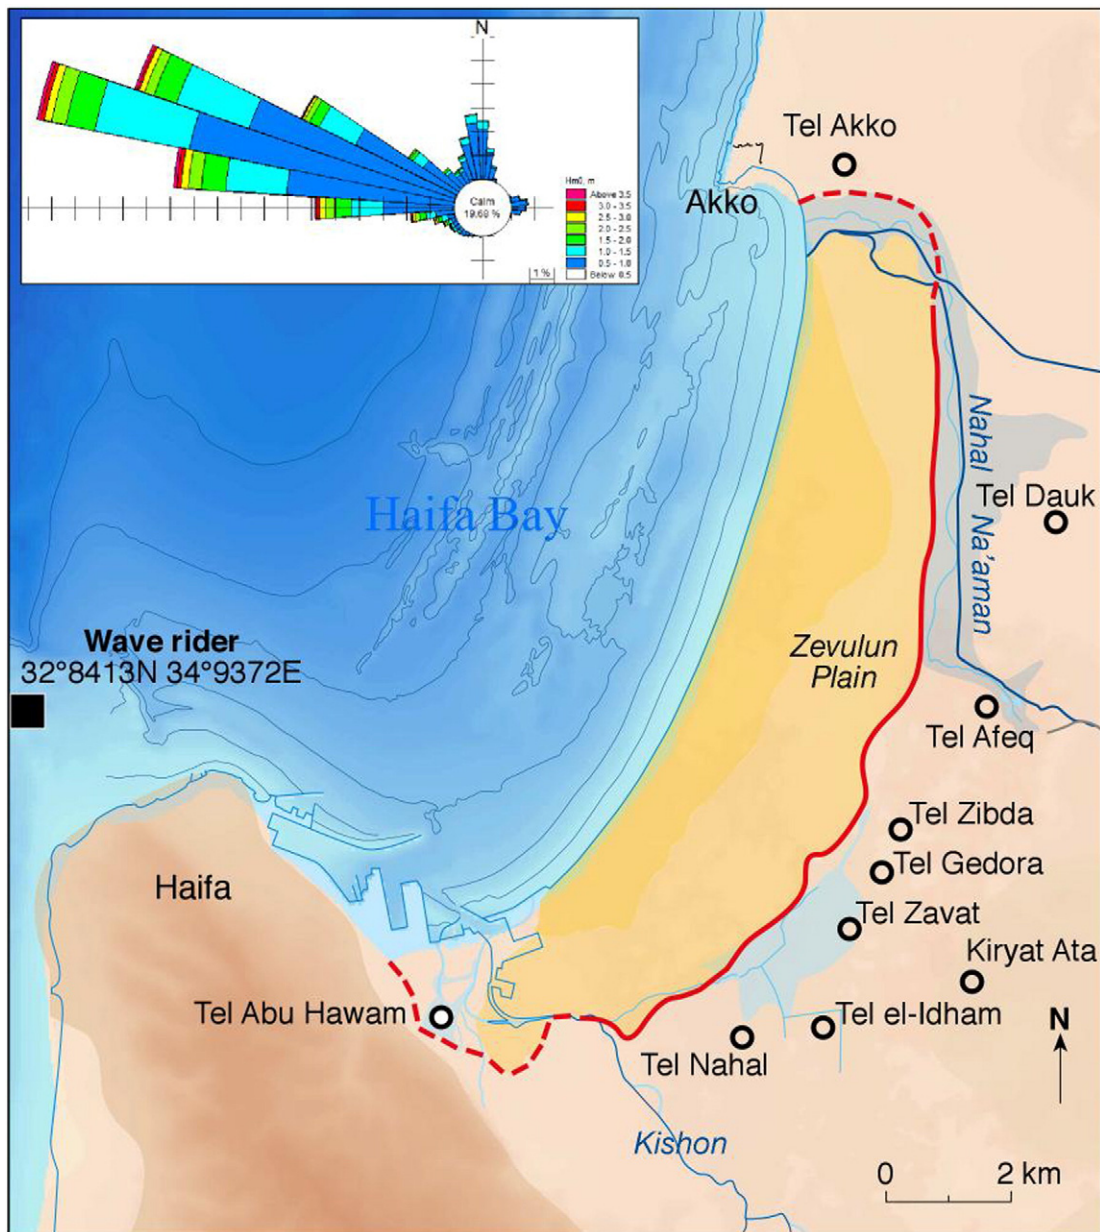 N
Calm
19.68 %
Hm0, m
Above 3.5
3.0 - 3.5
2.5 - 3.0
2.0 - 2.5
1.5 - 2.0
1.0 - 1.5
0.5 - 1.0
Below 0.5
1 %
Tel Akko
Akko
Nahal Na'aman
Tel Dauk
Haifa Bay
Wave rider
32°8413N 34°9372E
Zevulun
Plain
Tel Afeq
Tel Zibda
Tel Gedora
Haifa
Tel Zavat
Kiryat Ata
Tel Abu Hawam
Tel el-Idham
N
Tel Nahal
Kishon
0 2 km